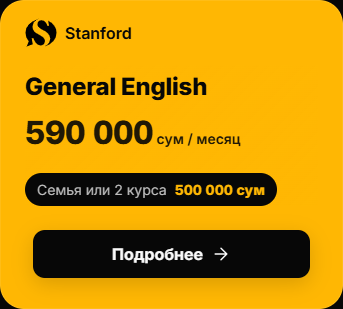 Stanford
General English
590 000 сум / месяц
Семья или 2 курса 500 000 сум
Подробнее →